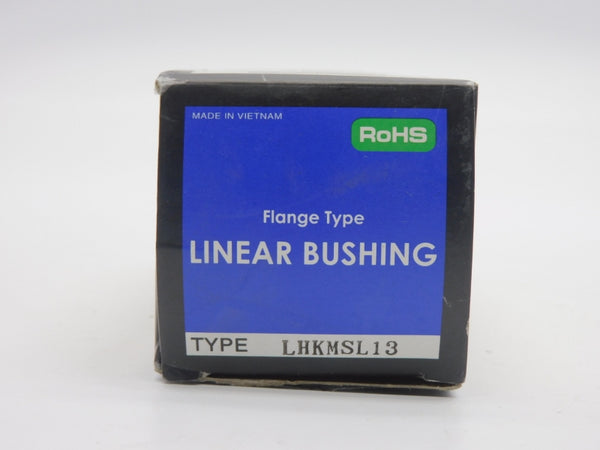 MADE IN VIETNAM
RoHS
Flange Type
LINEAR BUSHING
TYPE LHKMSL13